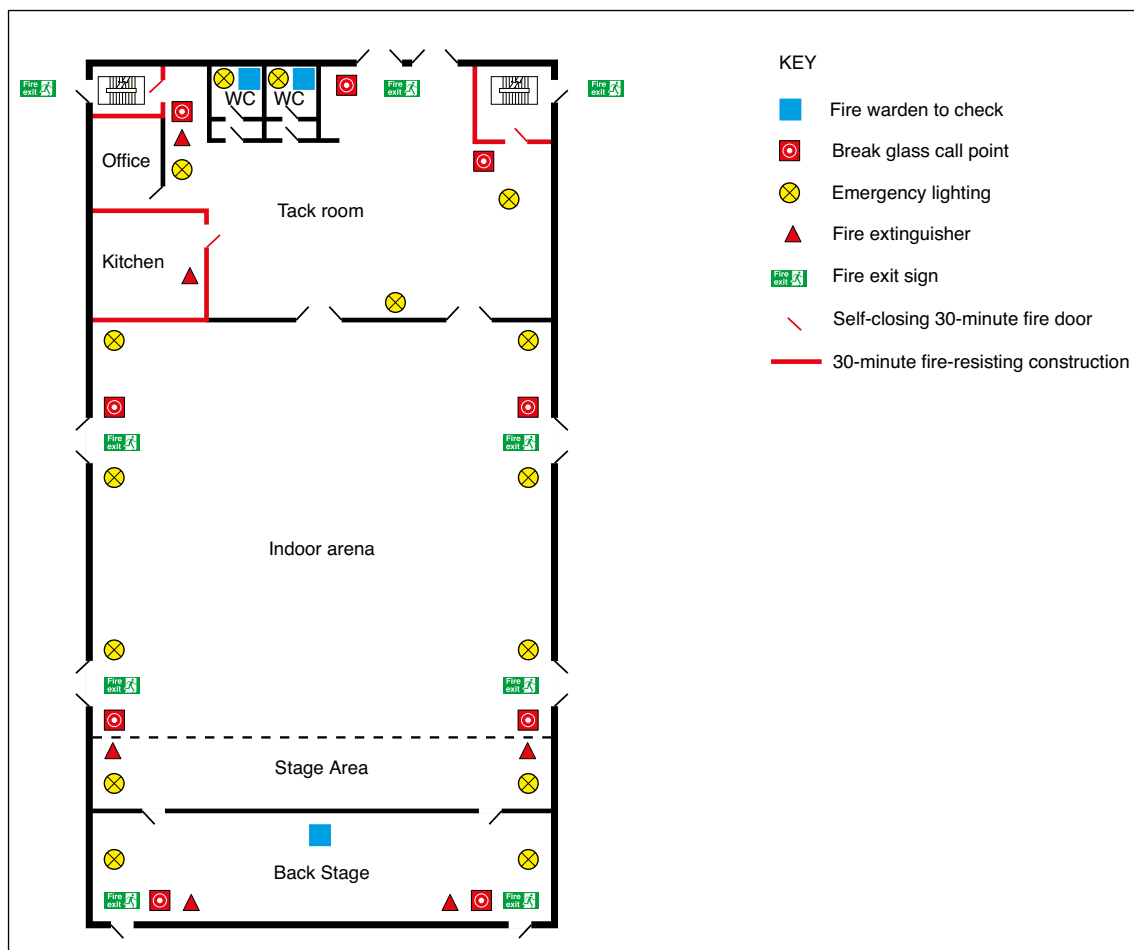 KEY
Fire
exit
WC
WC
Fire
exit
Fire
exit
Fire warden to check
Office
Break glass call point
Emergency lighting
Tack room
Fire extinguisher
Kitchen
Fire
exit
Fire exit sign
Self-closing 30-minute fire door
30-minute fire-resisting construction
Fire
exit
Fire
exit
Indoor arena
Fire
exit
Fire
exit
Stage Area
Back Stage
Fire
exit
Fire
exit